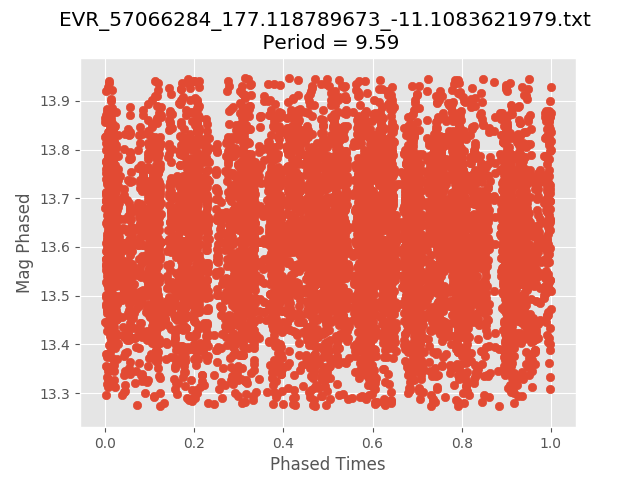 EVR_57066284_177.118789673_-11.1083621979.txt
Period = 9.59
13.9
13.8
13.7
13.6
13.5
13.4
13.3
Mag Phased
0.0 0.2 0.4 0.6 0.8 1.0
Phased Times